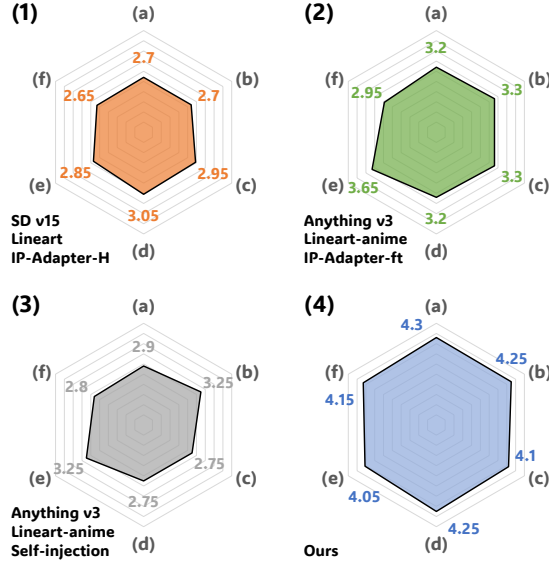 (1)
(a)
2.7
(f)
2.65
2.7
(b)
(e)
2.85
2.95
(c)
3.05
(d)
SD v15
Lineart
IP-Adapter-H
(2)
(a)
3.2
(f)
2.95
3.3
(b)
(e)
3.65
3.3
(c)
3.2
(d)
Anything v3
Lineart-anime
IP-Adapter-ft
(3)
(a)
2.9
(f)
2.8
3.25
(b)
(e)
3.25
2.75
(c)
2.75
(d)
Anything v3
Lineart-anime
Self-injection
(4)
(a)
4.3
(f)
4.15
4.25
(b)
(e)
4.05
4.1
(c)
4.25
(d)
Ours